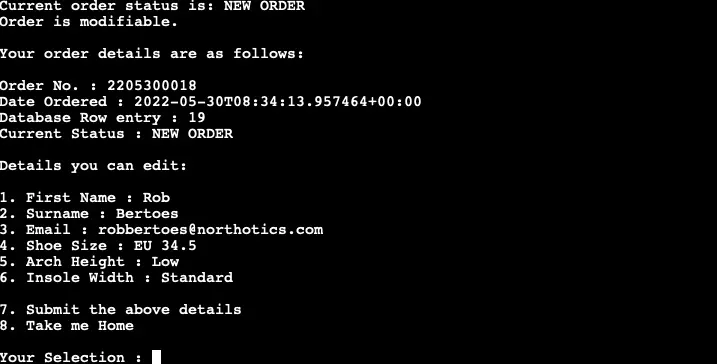 Current order status is: NEW ORDER
Order is modifiable.
Your order details are as follows:
Order No. : 2205300018
Date Ordered : 2022-05-30T08:34:13.957464+00:00
Database Row entry : 19
Current Status : NEW ORDER
Details you can edit:
1. First Name : Rob
2. Surname : Bertoes
3. Email : robbertoes@northotics.com
4. Shoe Size : EU 34.5
5. Arch Height : Low
6. Insole Width : Standard
7. Submit the above details
8. Take me Home
Your Selection :